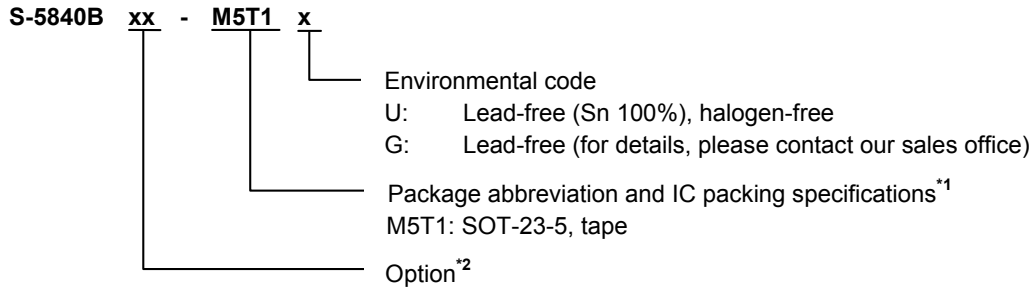 S-5840B xx - M5T1 x
Environmental code
U: Lead-free (Sn 100%), halogen-free
G: Lead-free (for details, please contact our sales office)
Package abbreviation and IC packing specifications*1
M5T1: SOT-23-5, tape
Option*2